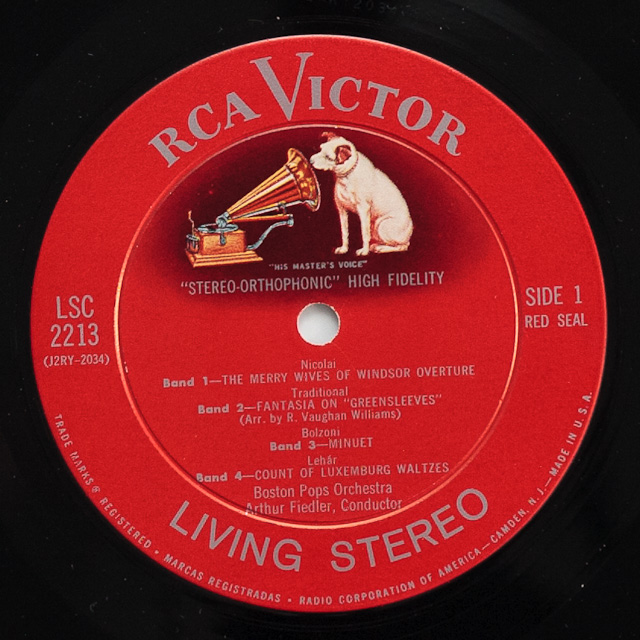 RCA VICTOR
"HIS MASTER'S VOICE"
"STEREO-ORTHOPHONIC" HIGH FIDELITY
LSC
2213
(J2RY-2034)
SIDE 1
RED SEAL
Nicolai
Band 1—THE MERRY WIVES OF WINDSOR OVERTURE
Traditional
Band 2—FANTASIA ON "GREENSLEEVES"
(Arr. by R. Vaughan Williams)
Bolzoni
Band 3—MINUET
Lehár
Band 4—COUNT OF LUXEMBURG WALTZES
Boston Pops Orchestra
Arthur Fiedler, Conductor
LIVING STEREO
TRADE MARKS ® REGISTERED • MARCAS REGISTRADAS • RADIO CORPORATION OF AMERICA—CAMDEN, N. J.—MADE IN U.S.A.